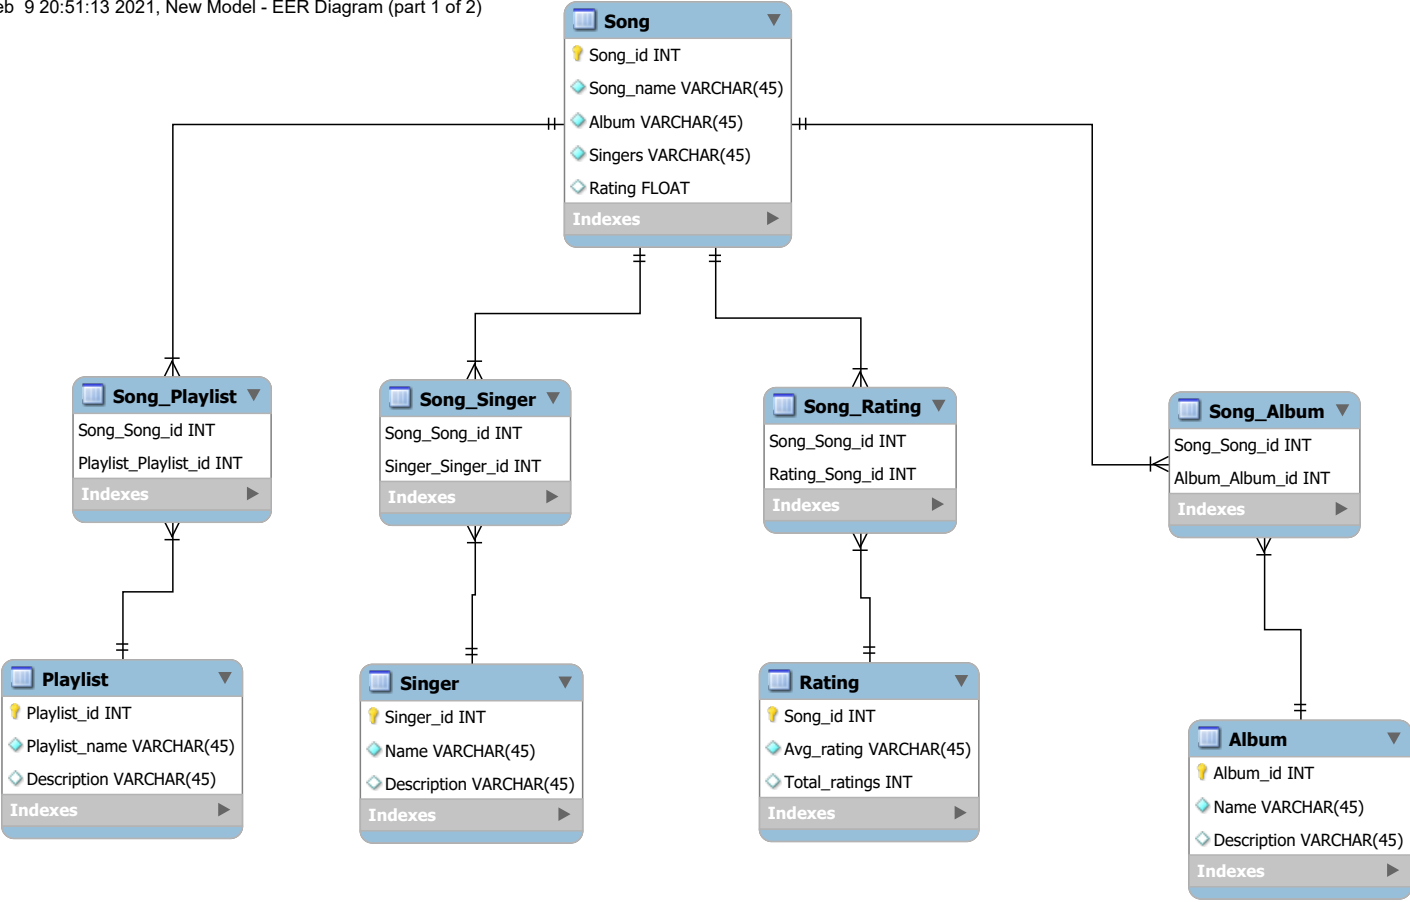 eb 9 20:51:13 2021, New Model - EER Diagram (part 1 of 2)
Song
Song_id INT
Song_name VARCHAR(45)
Album VARCHAR(45)
Singers VARCHAR(45)
Rating FLOAT
Indexes
Song_Playlist
Song_Song_id INT
Playlist_Playlist_id INT
Indexes
Song_Singer
Song_Song_id INT
Singer_Singer_id INT
Indexes
Song_Rating
Song_Song_id INT
Rating_Song_id INT
Indexes
Song_Album
Song_Song_id INT
Album_Album_id INT
Indexes
Playlist
Playlist_id INT
Playlist_name VARCHAR(45)
Description VARCHAR(45)
Indexes
Singer
Singer_id INT
Name VARCHAR(45)
Description VARCHAR(45)
Indexes
Rating
Song_id INT
Avg_rating VARCHAR(45)
Total_ratings INT
Indexes
Album
Album_id INT
Name VARCHAR(45)
Description VARCHAR(45)
Indexes